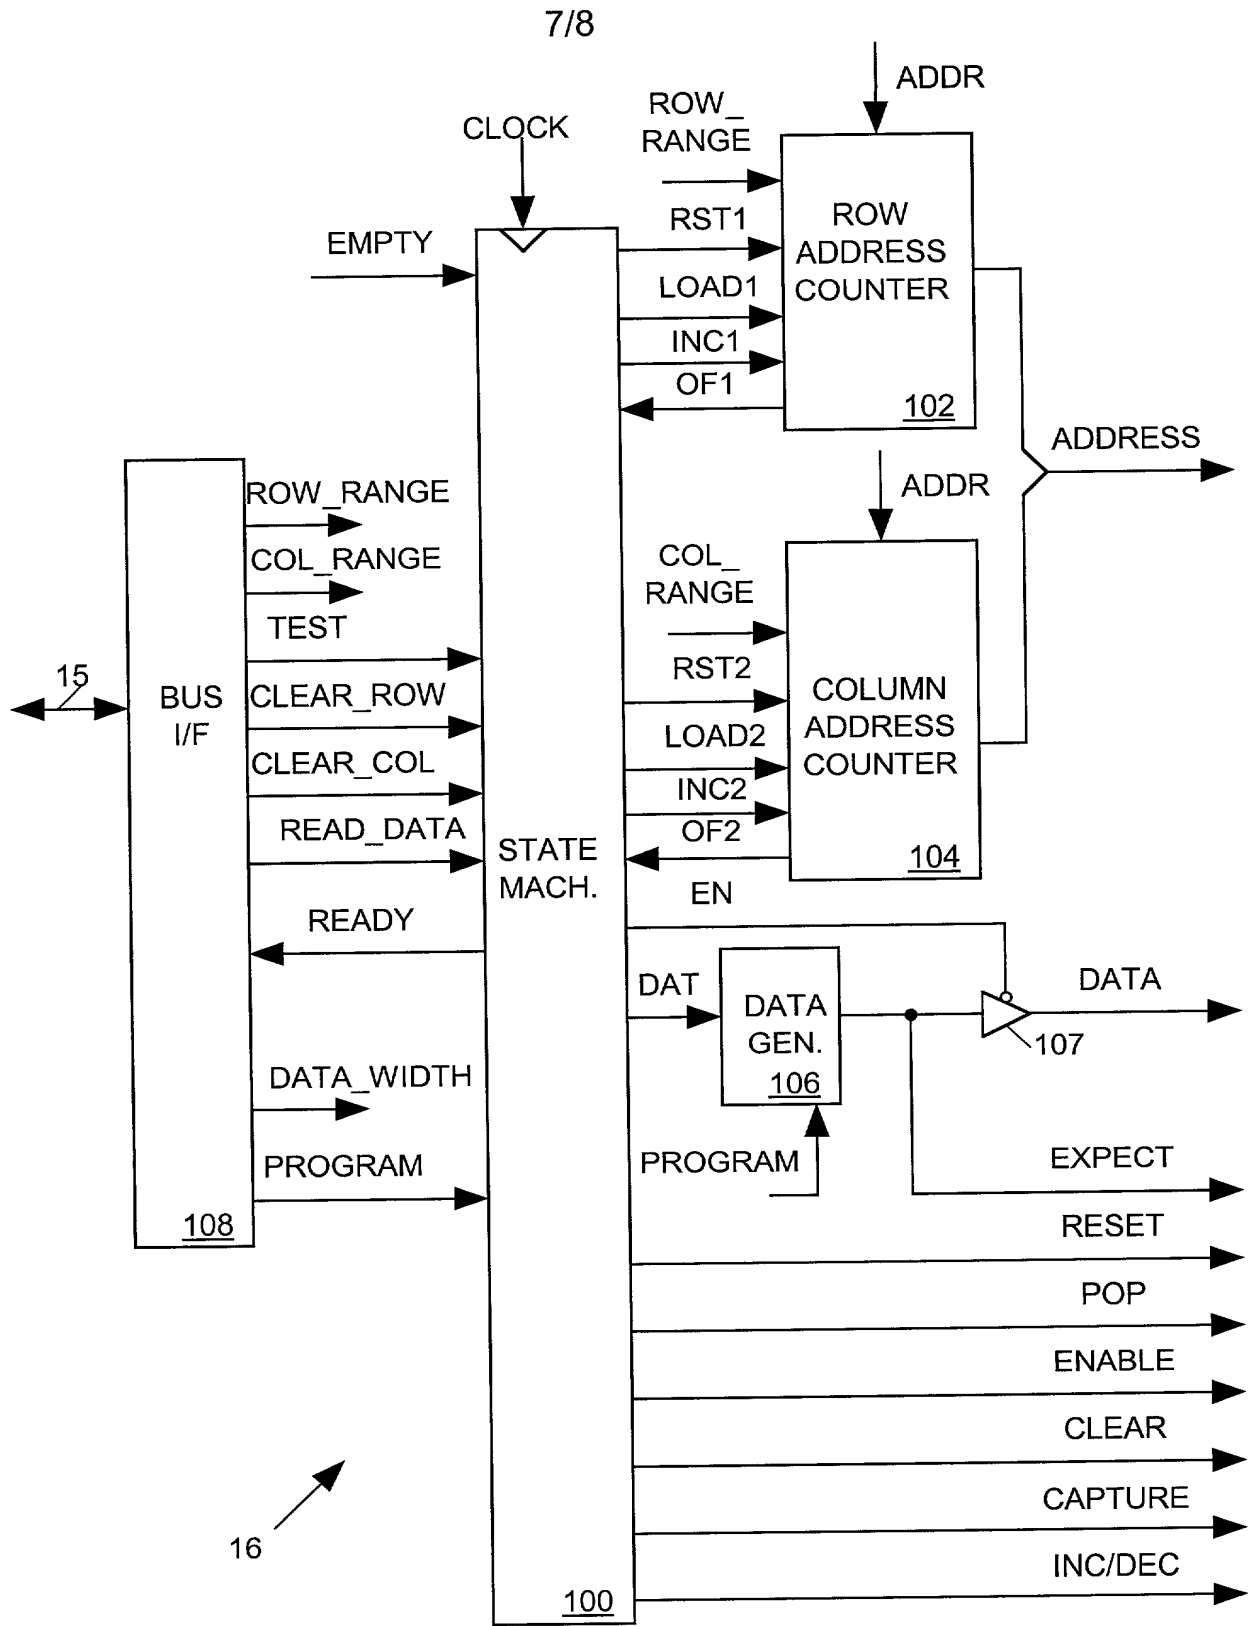 7/8
ADDR
ROW_
RANGE
CLOCK
RST1
ROW
ADDRESS
COUNTER
EMPTY
LOAD1
INC1
OF1
102
ADDRESS
ADDR
ROW_RANGE
COL_RANGE
COL_
RANGE
TEST
RST2
15
BUS
I/F
CLEAR_ROW
COLUMN
ADDRESS
COUNTER
LOAD2
CLEAR_COL
INC2
READ_DATA
OF2
STATE
MACH.
104
EN
READY
DAT
DATA
GEN.
106
DATA
107
DATA_WIDTH
PROGRAM
PROGRAM
EXPECT
108
RESET
POP
ENABLE
CLEAR
CAPTURE
16
INC/DEC
100